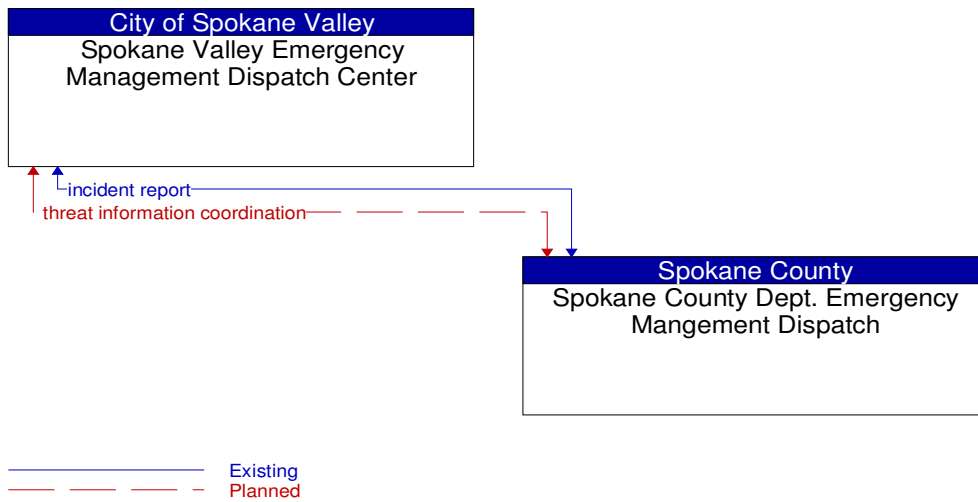 City of Spokane Valley
Spokane Valley Emergency
Management Dispatch Center
incident report
threat information coordination
Spokane County
Spokane County Dept. Emergency
Mangement Dispatch
Existing
Planned